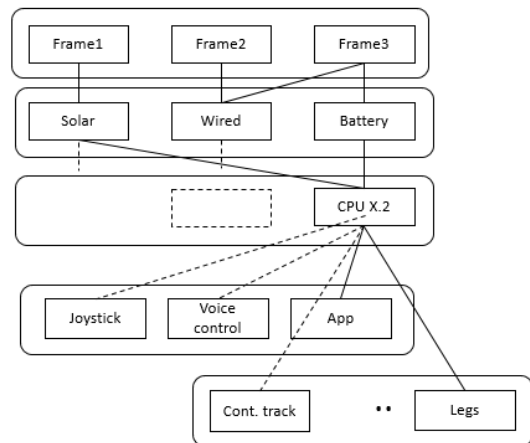 Frame1
Frame2
Frame3
Solar
Wired
Battery
CPU X.2
Joystick
Voice
control
App
Cont. track
Legs